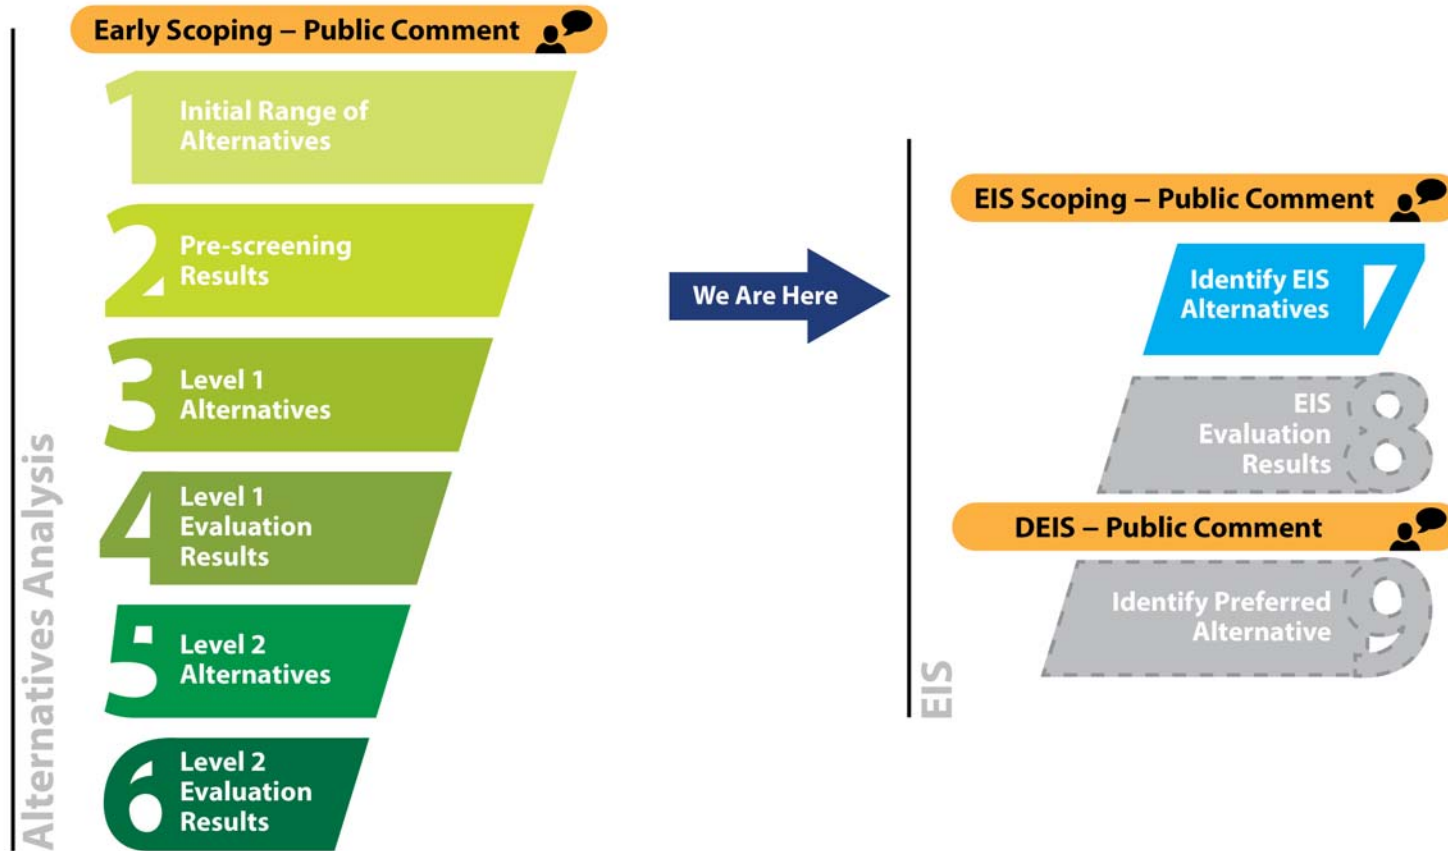 Early Scoping – Public Comment
1
Initial Range of
Alternatives
2
Pre-screening
Results
3
Level 1
Alternatives
4
Level 1
Evaluation
Results
5
Level 2
Alternatives
6
Level 2
Evaluation
Results
Alternatives Analysis
We Are Here
EIS Scoping – Public Comment
Identify EIS
Alternatives
7
EIS
Evaluation
Results
8
DEIS – Public Comment
Identify Preferred
Alternative
9
EIS